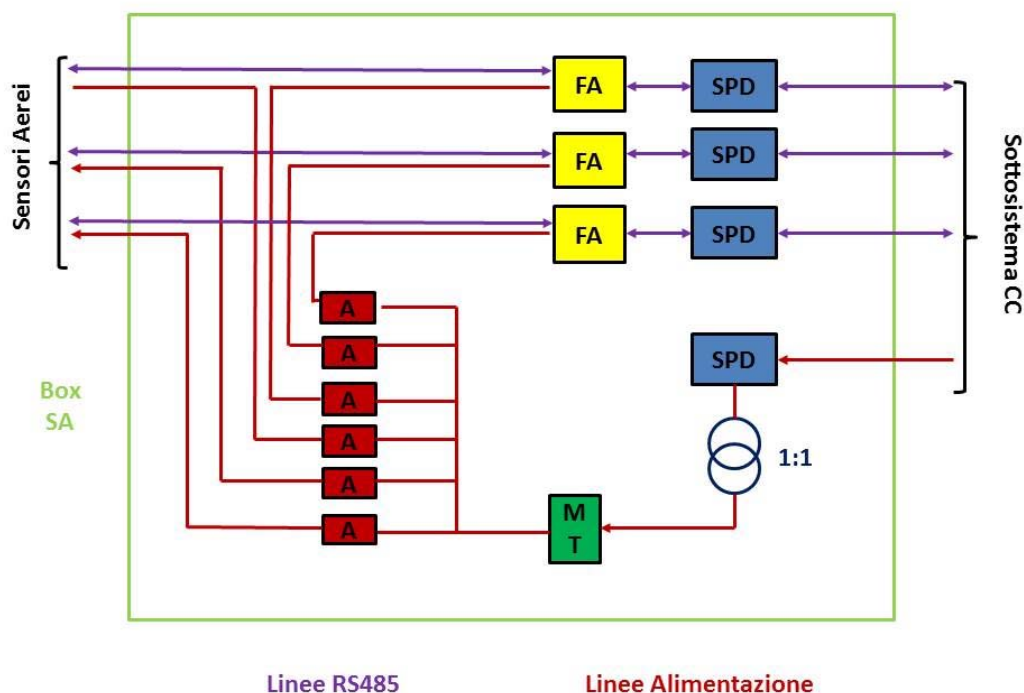 Sensori Aerei
FA
SPD
FA
SPD
FA
SPD
Sottosistema CC
A
A
SPD
A
Box
SA
A
1:1
A
M
T
A
Linee RS485
Linee Alimentazione